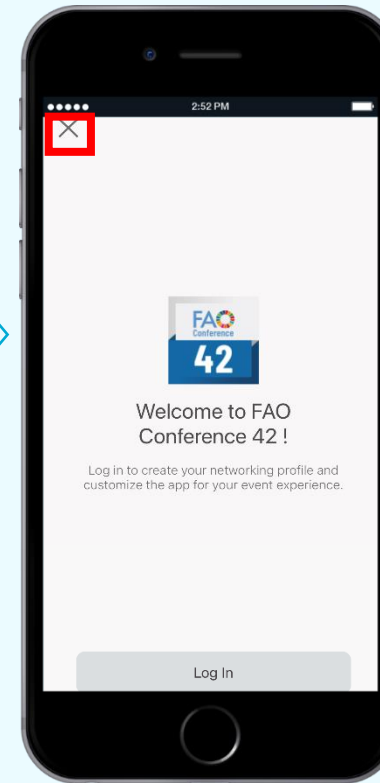 2:52 PM
FAO
Conference
42
Welcome to FAO
Conference 42 !
Log in to create your networking profile and
customize the app for your event experience.
Log In